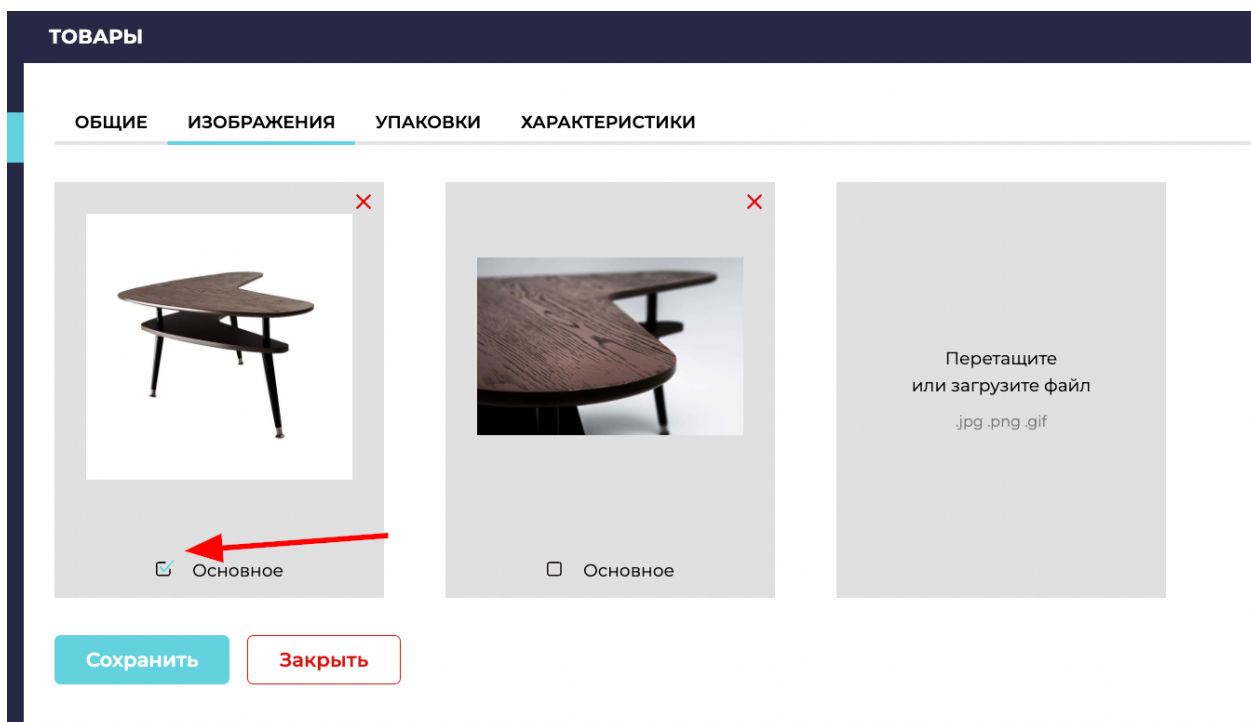 ТОВАРЫ
ОБЩИЕ ИЗОБРАЖЕНИЯ УПАКОВКИ ХАРАКТЕРИСТИКИ
Перетащите
или загрузите файл
.jpg .png .gif
Основное
Основное
Сохранить
Закрыть